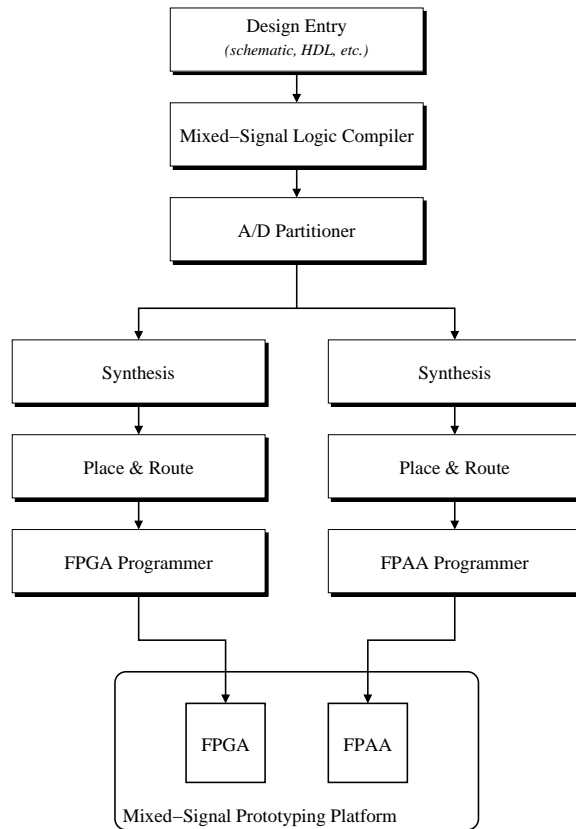 Design Entry
(schematic, HDL, etc.)
Mixed−Signal Logic Compiler
A/D Partitioner
Synthesis
Synthesis
Place & Route
Place & Route
FPGA Programmer
FPAA Programmer
FPGA
FPAA
Mixed−Signal Prototyping Platform